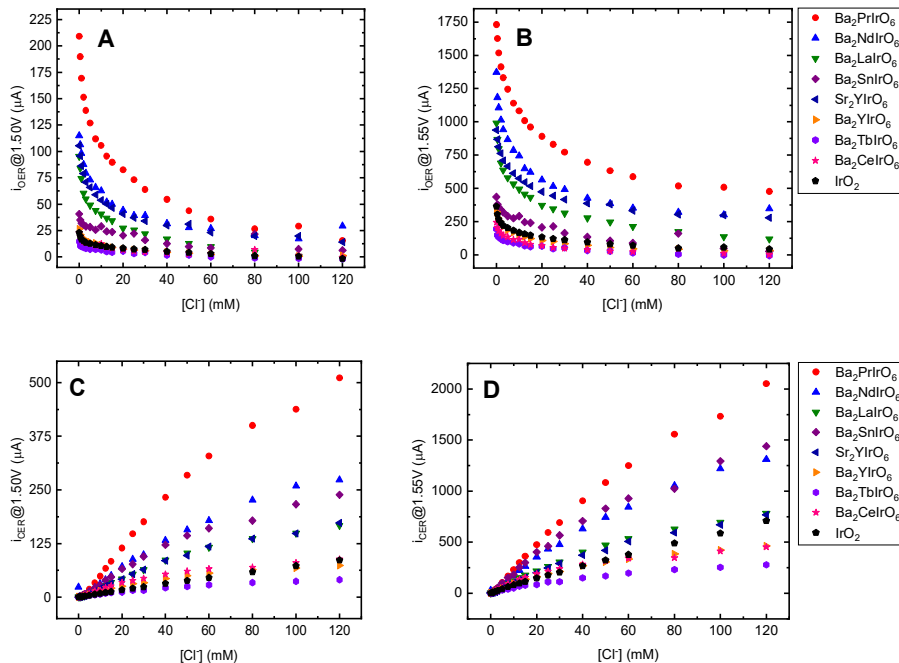 A
225
200
175
150
125
100
75
50
25
0
0 20 40 60 80 100 120
i_OER@1.50V (μA)
[Cl⁻] (mM)
B
1750
1500
1250
1000
750
500
250
0
0 20 40 60 80 100 120
i_OER@1.55V (μA)
[Cl⁻] (mM)
Ba₂PrIrO₆
Ba₂NdIrO₆
Ba₂LaIrO₆
Ba₂SnIrO₆
Sr₂YIrO₆
Ba₂YIrO₆
Ba₂TbIrO₆
Ba₂CeIrO₆
IrO₂
C
500
375
250
125
0
0 20 40 60 80 100 120
i_CER@1.50V (μA)
[Cl⁻] (mM)
D
2000
1500
1000
500
0
0 20 40 60 80 100 120
i_CER@1.55V (μA)
[Cl⁻] (mM)
Ba₂PrIrO₆
Ba₂NdIrO₆
Ba₂LaIrO₆
Ba₂SnIrO₆
Sr₂YIrO₆
Ba₂YIrO₆
Ba₂TbIrO₆
Ba₂CeIrO₆
IrO₂